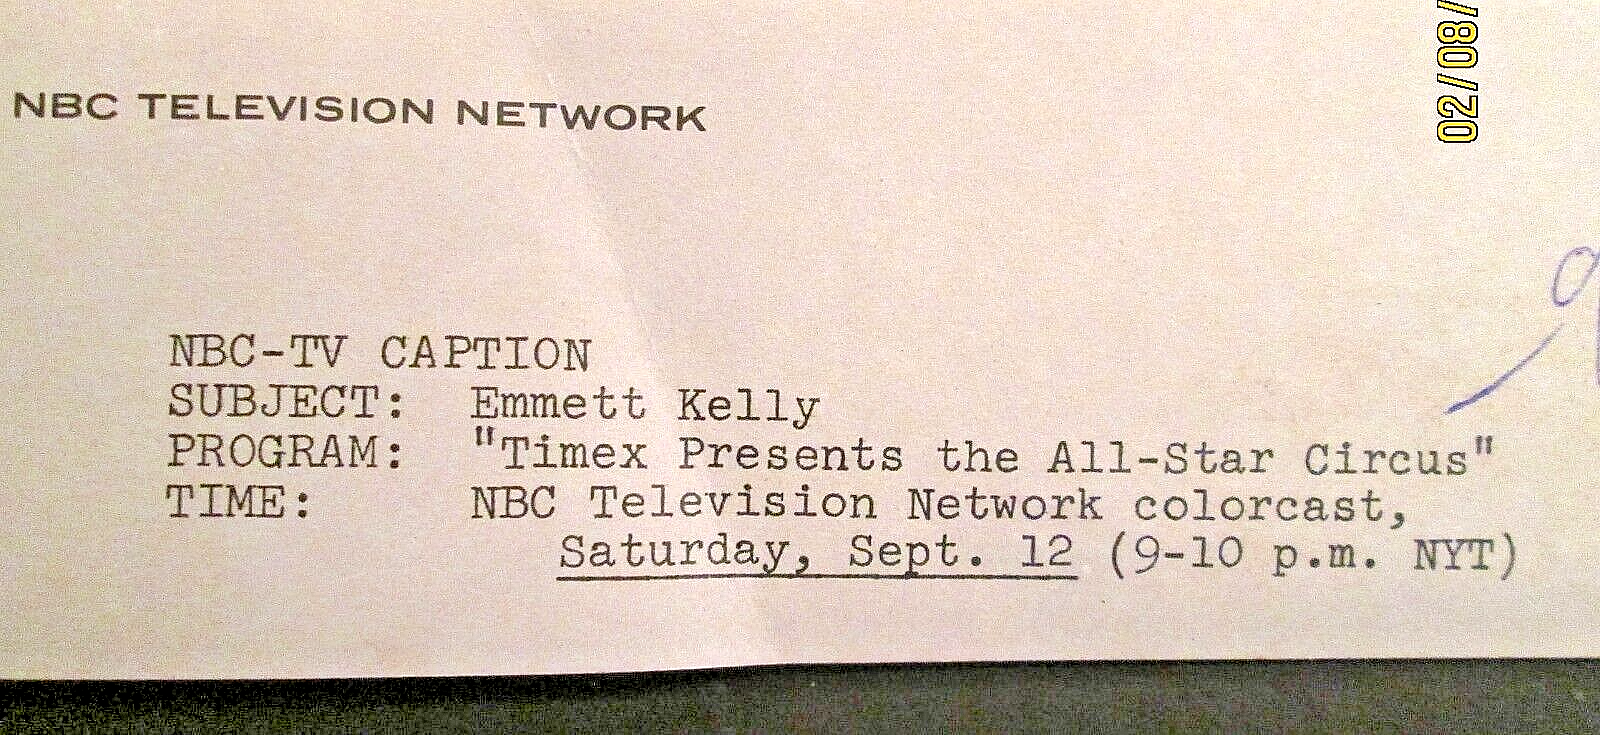 NBC TELEVISION NETWORK
02/08/
NBC-TV CAPTION
SUBJECT: Emmett Kelly
PROGRAM: "Timex Presents the All-Star Circus"
TIME: NBC Television Network colorcast,
Saturday, Sept. 12 (9-10 p.m. NYT)